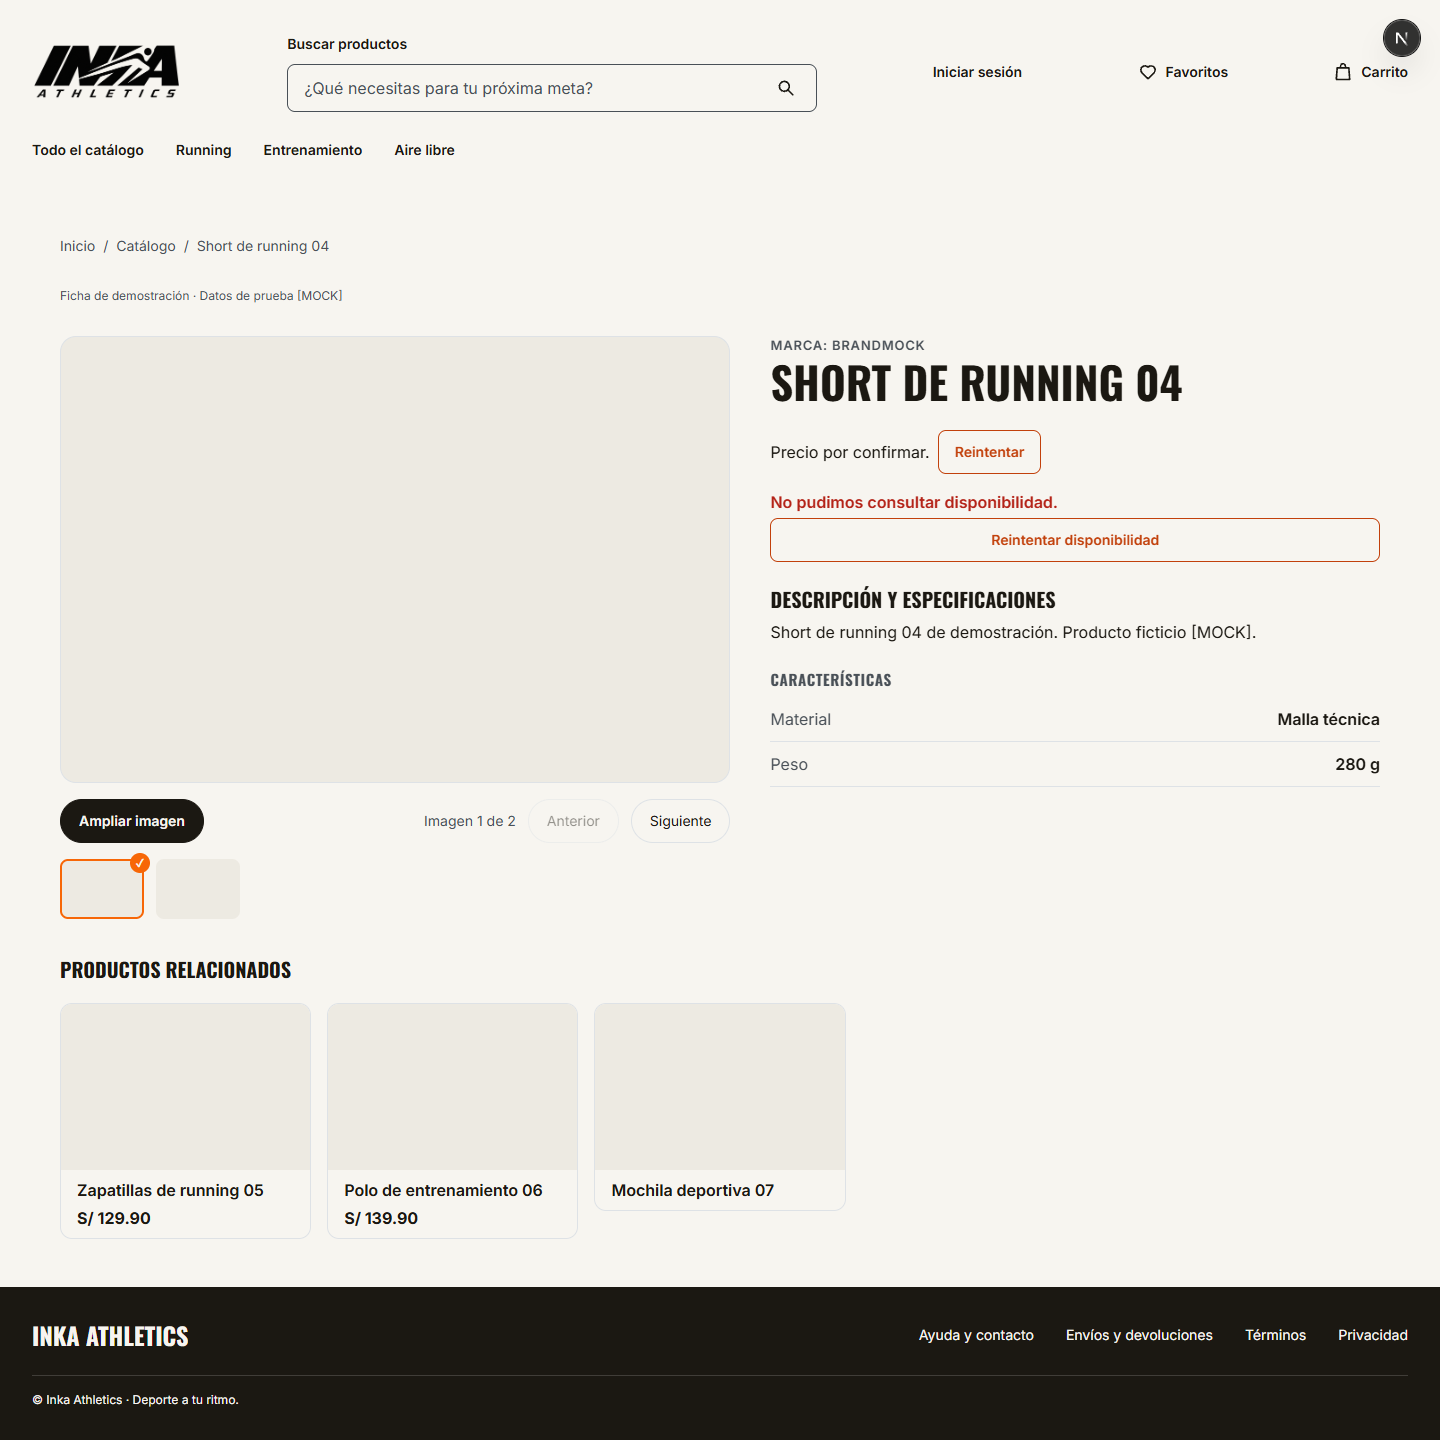 INKA
ATHLETICS
Buscar productos
¿Qué necesitas para tu próxima meta?
Iniciar sesión
Favoritos
Carrito
N
Todo el catálogo
Running
Entrenamiento
Aire libre
Inicio / Catálogo / Short de running 04
Ficha de demostración · Datos de prueba [MOCK]
MARCA: BRANDMOCK
SHORT DE RUNNING 04
Precio por confirmar.
Reintentar
No pudimos consultar disponibilidad.
Reintentar disponibilidad
DESCRIPCIÓN Y ESPECIFICACIONES
Short de running 04 de demostración. Producto ficticio [MOCK].
CARACTERÍSTICAS
Material Malla técnica
Peso 280 g
Ampliar imagen
Imagen 1 de 2
Anterior
Siguiente
PRODUCTOS RELACIONADOS
Zapatillas de running 05
S/ 129.90
Polo de entrenamiento 06
S/ 139.90
Mochila deportiva 07
INKA ATHLETICS
Ayuda y contacto
Envíos y devoluciones
Términos
Privacidad
© Inka Athletics · Deporte a tu ritmo.